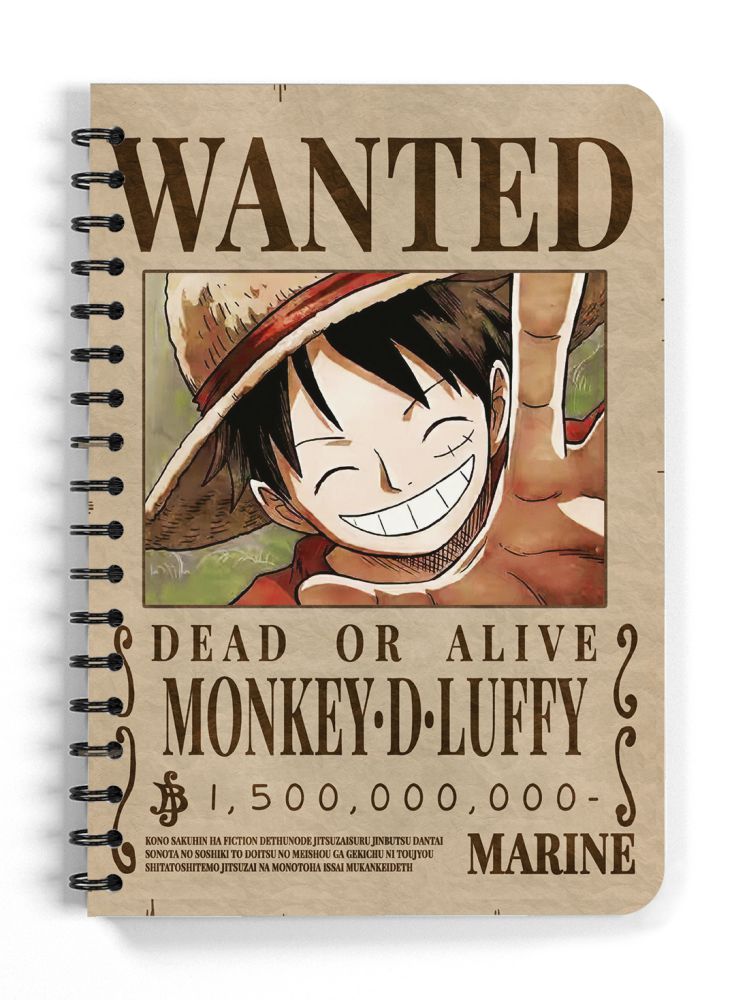 WANTED
DEAD OR ALIVE
MONKEY·D·LUFFY
฿ 1,500,000,000-
KONO SAKUHIN HA FICTION DETHUNODE JITSUZAISURU JINBUTSU DANTAI
SONOTA NO SOSHIKI TO DOITSU NO MEISHOU GA GEKICHU NI TOUJYOU
SHITATOSHITEMO JITSUZAI NA MONOTOHA ISSAI MUKANKEIDETH
MARINE